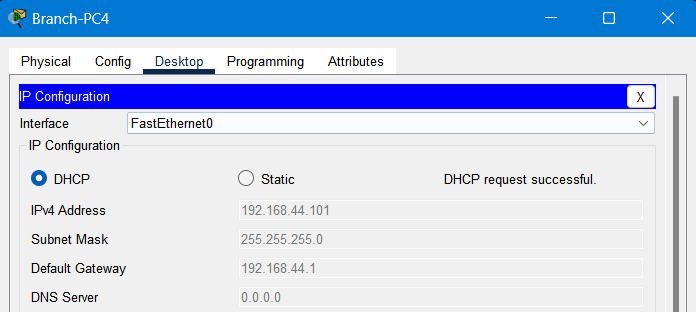 Branch-PC4
Physical Config Desktop Programming Attributes
IP Configuration X
Interface FastEthernet0
IP Configuration
DHCP Static DHCP request successful.
IPv4 Address 192.168.44.101
Subnet Mask 255.255.255.0
Default Gateway 192.168.44.1
DNS Server 0.0.0.0